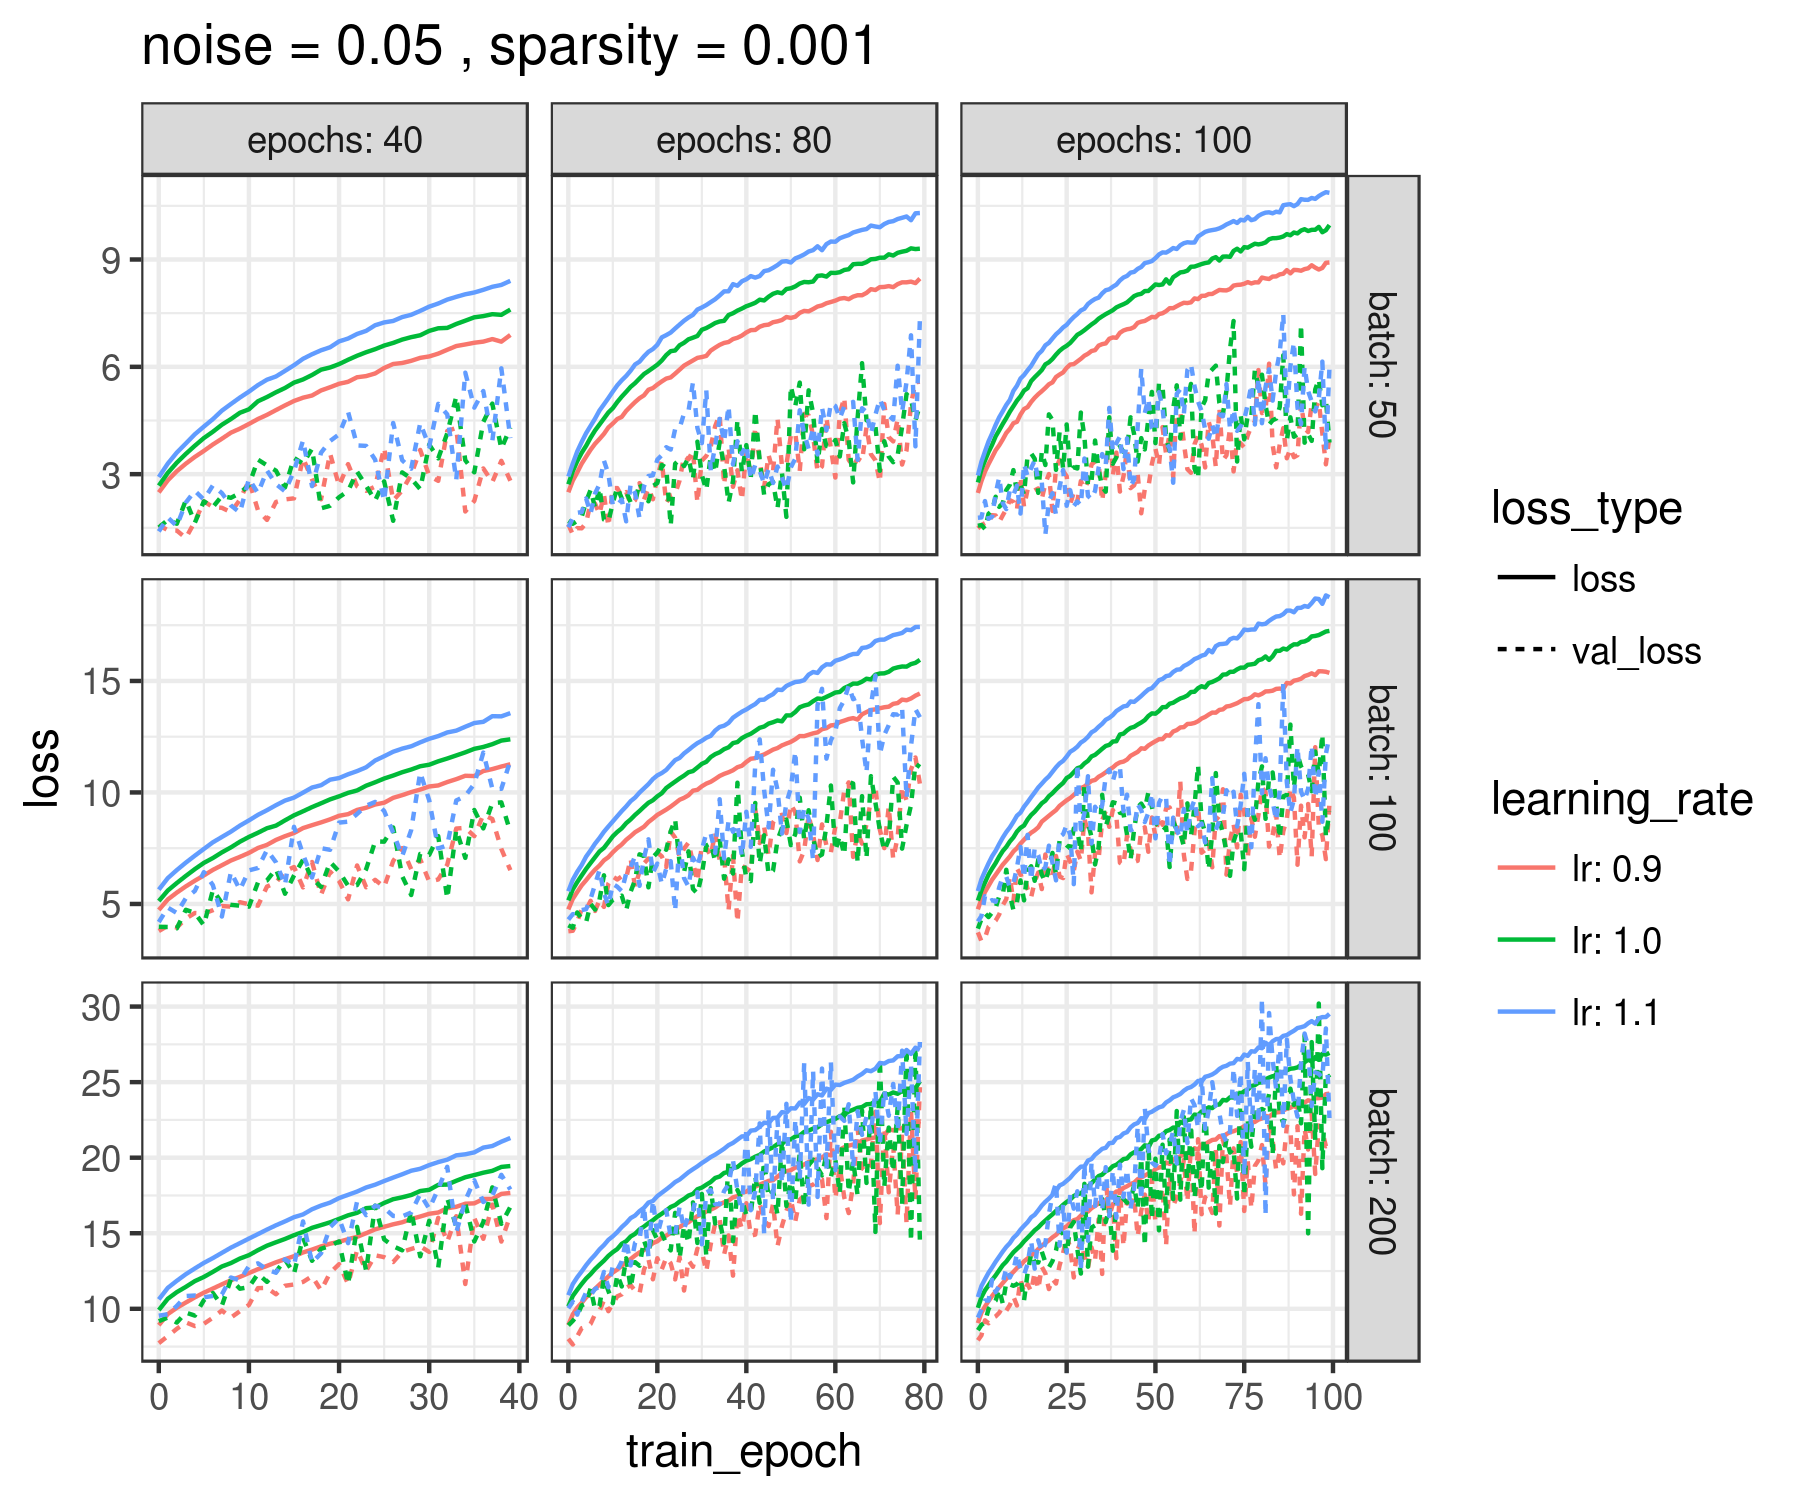 noise = 0.05 , sparsity = 0.001
epochs: 40
epochs: 80
epochs: 100
9
6
3
batch: 50
15
10
5
batch: 100
30
25
20
15
10
batch: 200
0 10 20 30 40
0 20 40 60 80
0 25 50 75 100
train_epoch
loss
loss_type
loss
val_loss
learning_rate
lr: 0.9
lr: 1.0
lr: 1.1